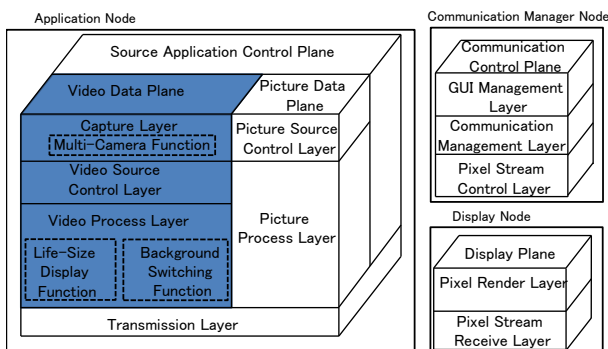 Application Node
Source Application Control Plane
Video Data Plane
Picture Data
Plane
Capture Layer
Multi-Camera Function
Picture Source
Control Layer
Video Source
Control Layer
Video Process Layer
Life-Size
Display
Function
Background
Switching
Function
Picture
Process Layer
Transmission Layer
Communication Manager Node
Communication
Control Plane
GUI Management
Layer
Communication
Management Layer
Pixel Stream
Control Layer
Display Node
Display Plane
Pixel Render Layer
Pixel Stream
Receive Layer